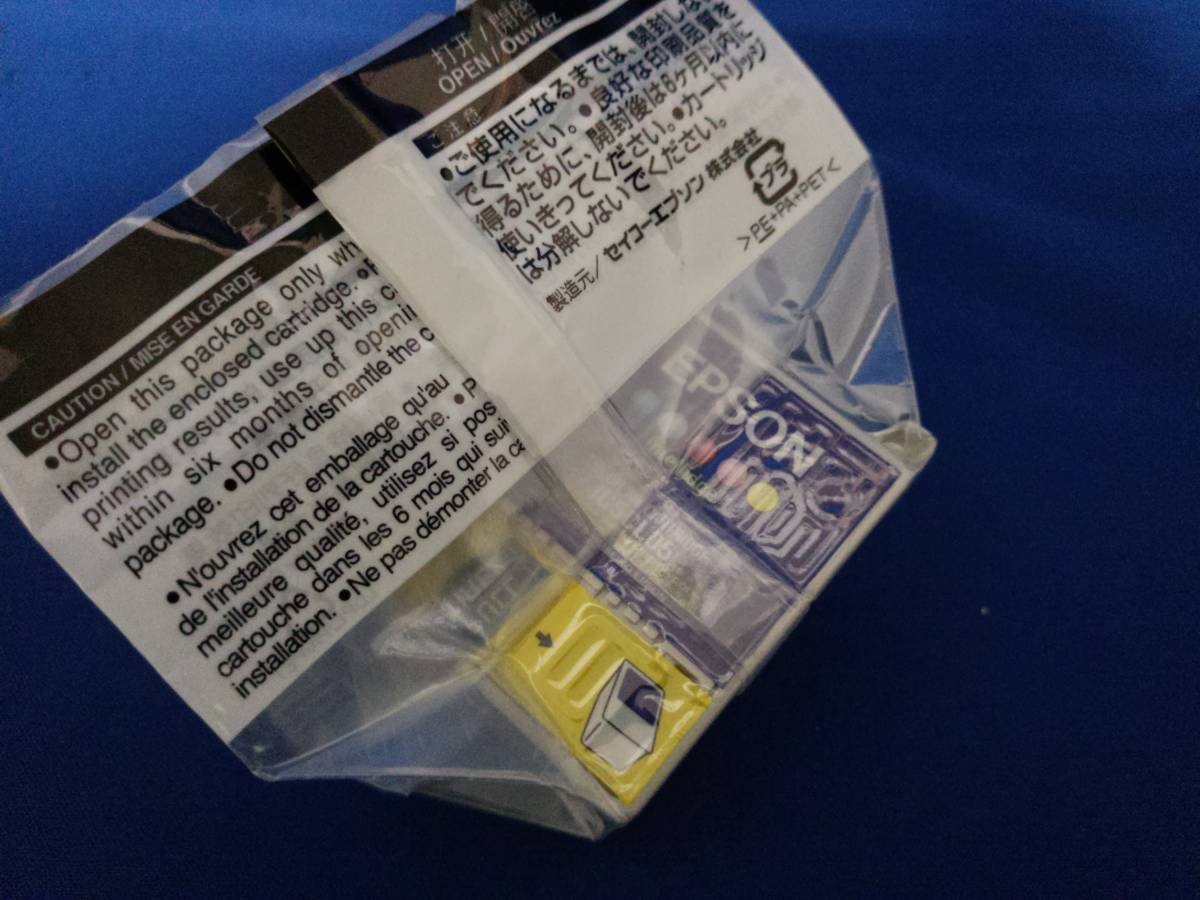 打开 / 開啓
OPEN / Ouvrez
ご注意
●ご使用になるまでは、開封しな
でください。●良好な印刷品質を
得るために、開封後は6ヶ月以内に
使いきってください。●カートリッジ
は分解しないでください。
製造元/セイコーエプソン株式会社
プラ
>PE+PA+PET<
CAUTION / MISE EN GARDE
●Open this package only wh
install the enclosed cartridge. ●F
printing results, use up this c
within six months of openin
package. ●Do not dismantle the c
●N'ouvrez cet emballage qu'au
de l'installation de la cartouche. ●P
meilleure qualité, utilisez si pos
cartouche dans les 6 mois qui suiv
installation. ●Ne pas démonter la ca
EPSON